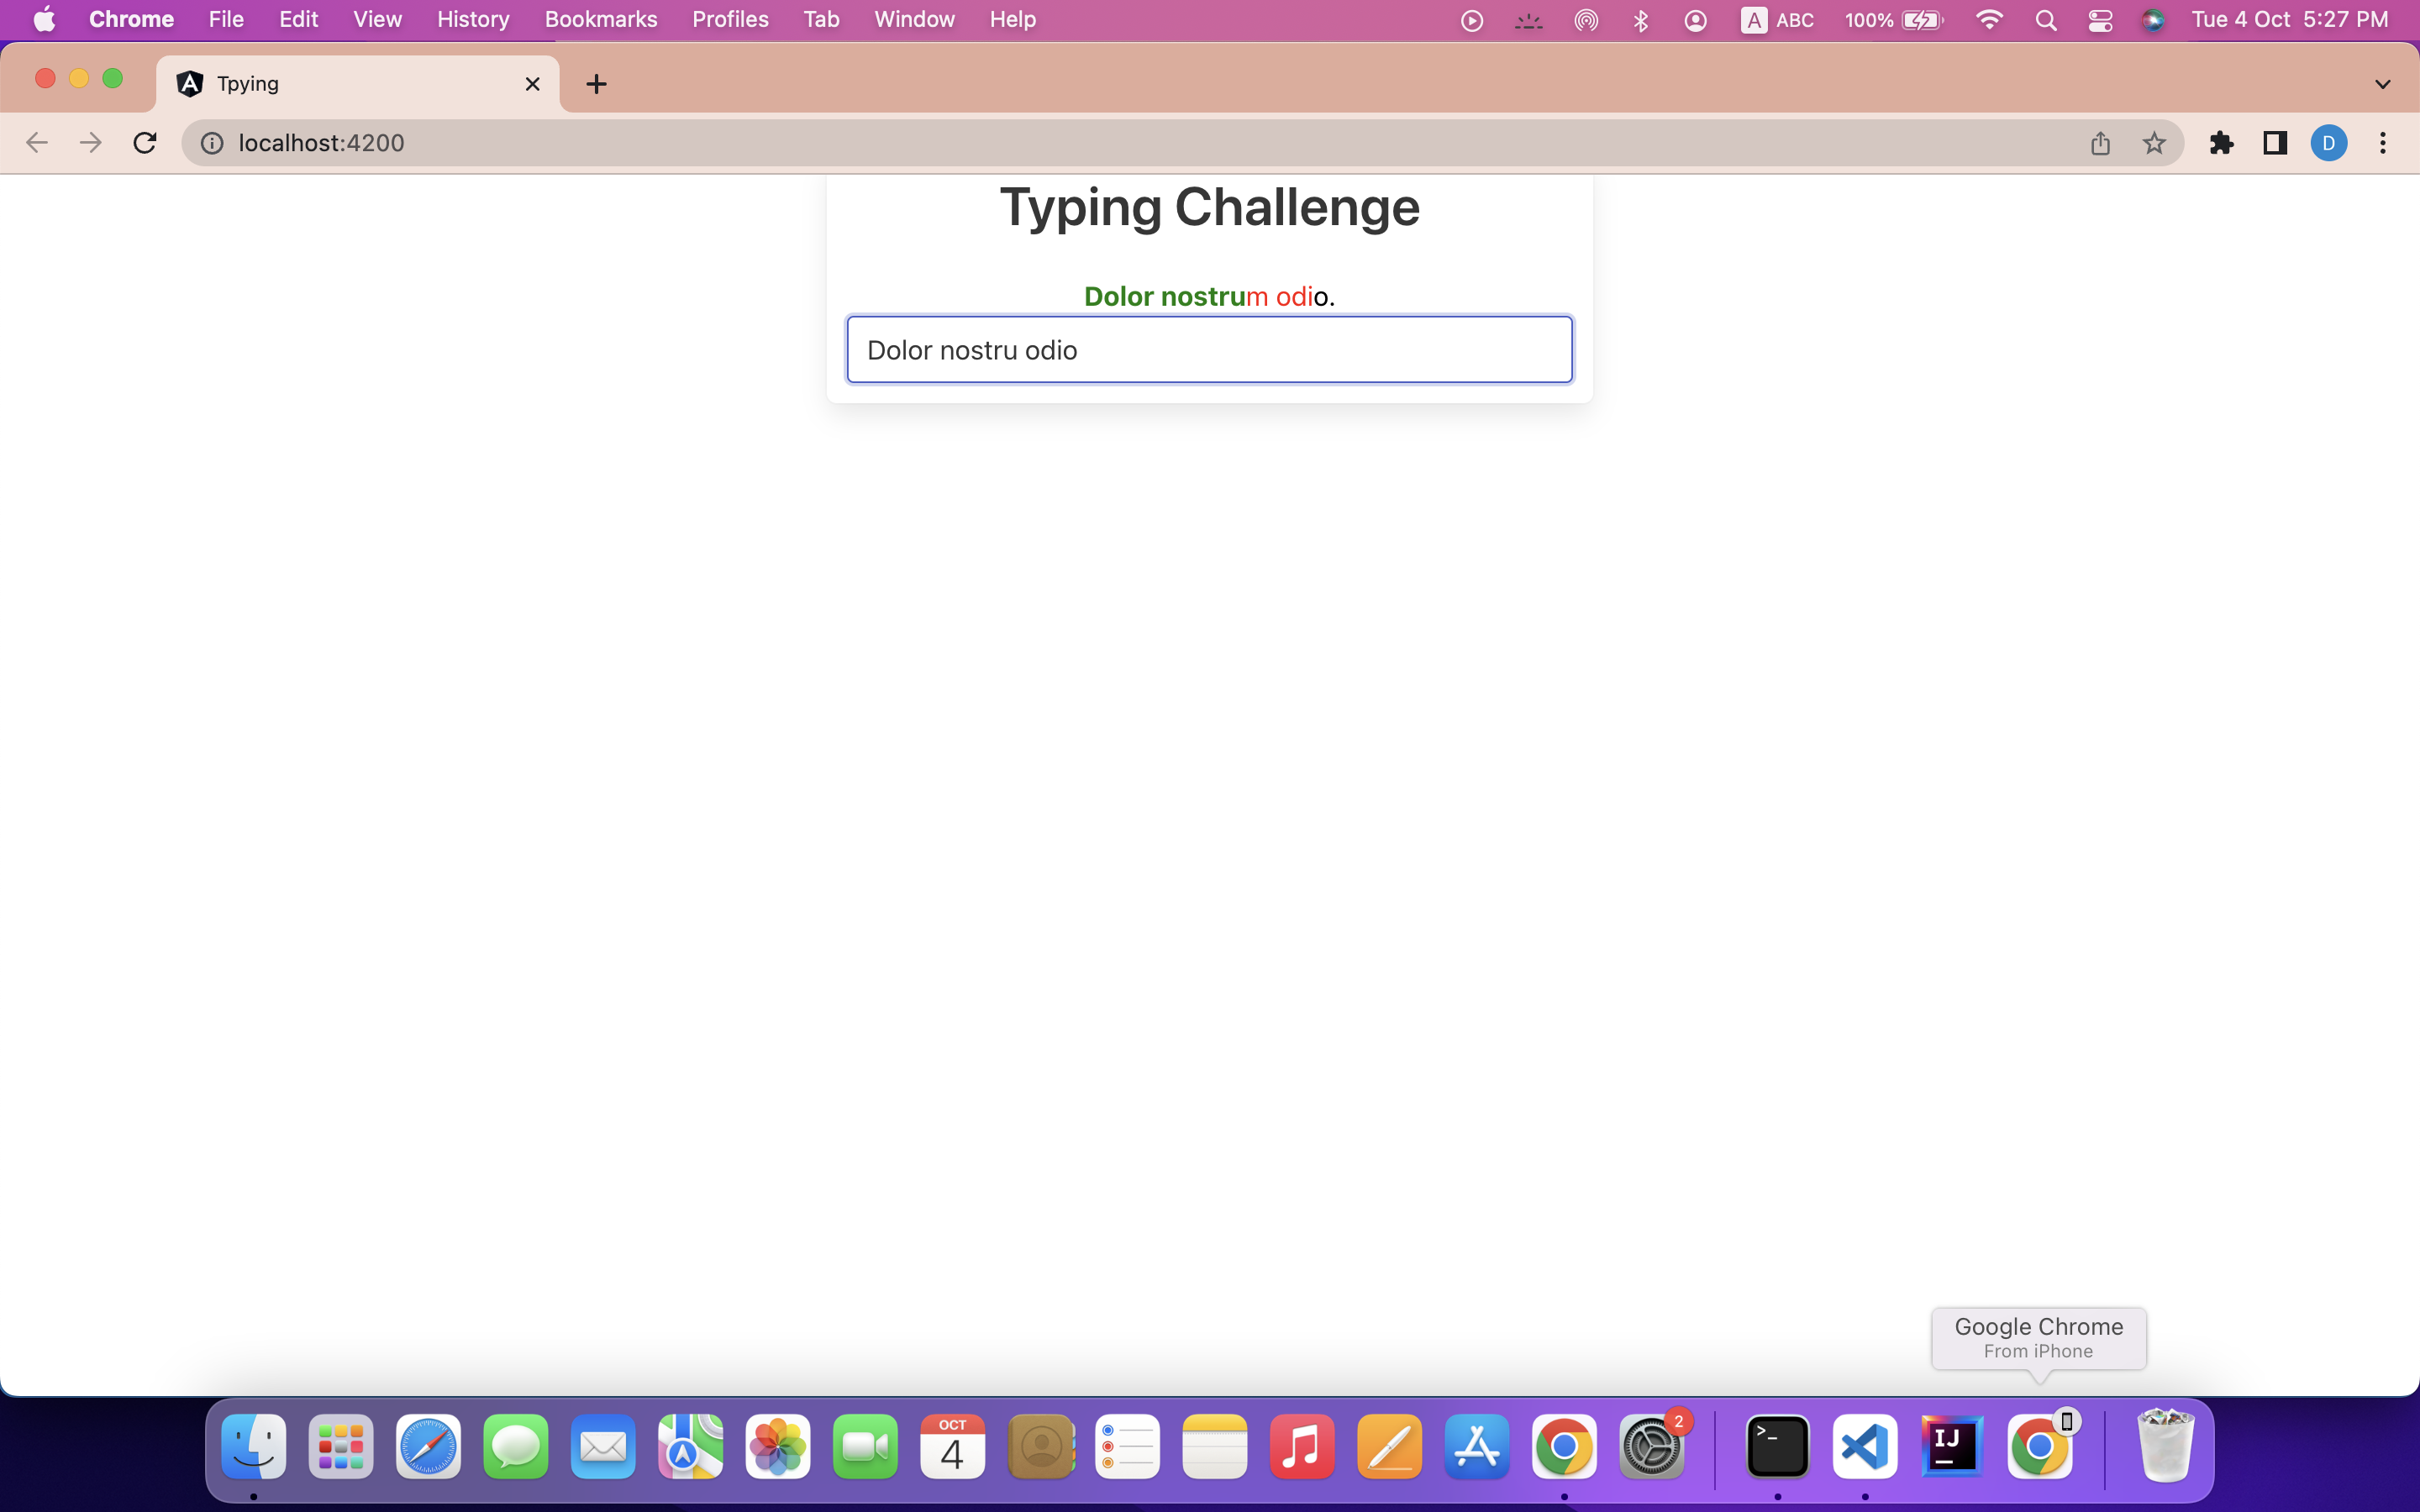 Chrome File Edit View History Bookmarks Profiles Tab Window Help A ABC 100% Tue 4 Oct 5:27 PM
Tpying
localhost:4200 D
Typing Challenge
Dolor nostrum odio.
Dolor nostru odio
Google Chrome
From iPhone
OCT
4
2
>_
IJ